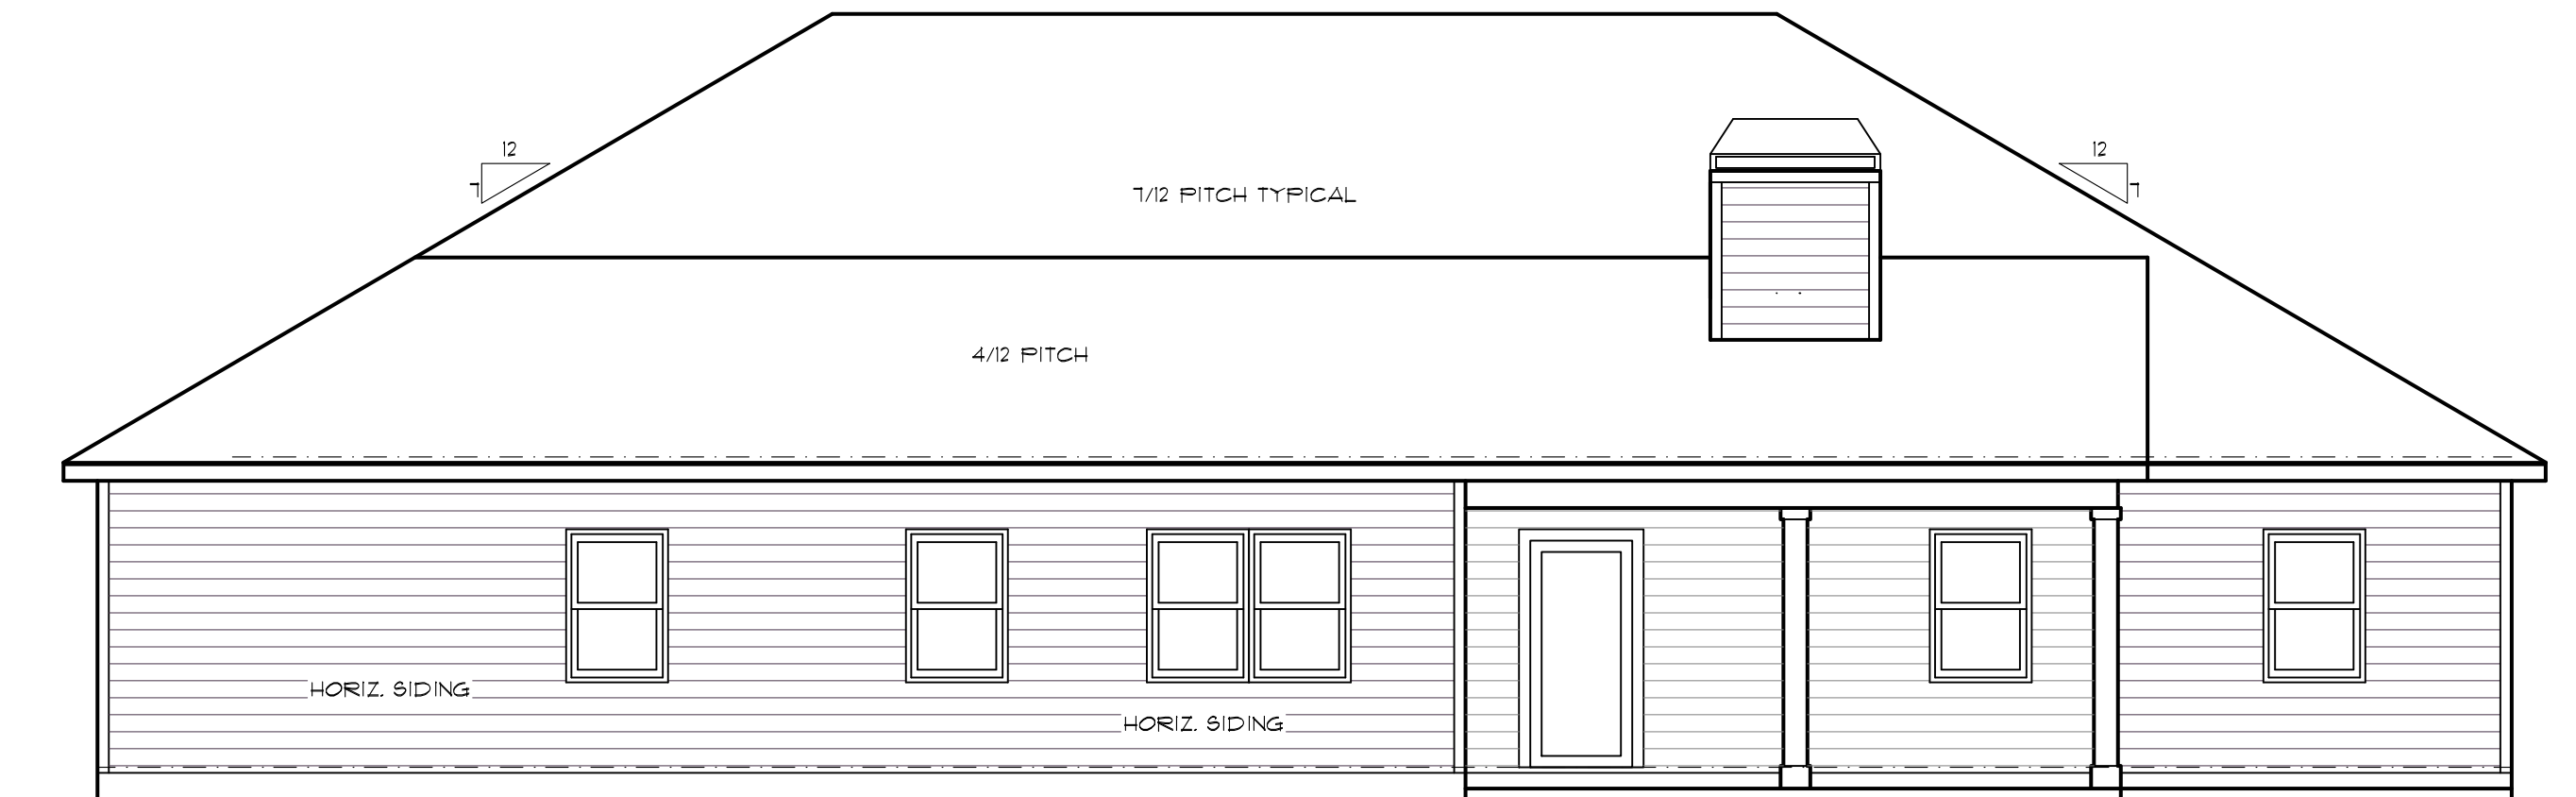 12
7
12
7
7/12 PITCH TYPICAL
4/12 PITCH
HORIZ. SIDING
HORIZ. SIDING